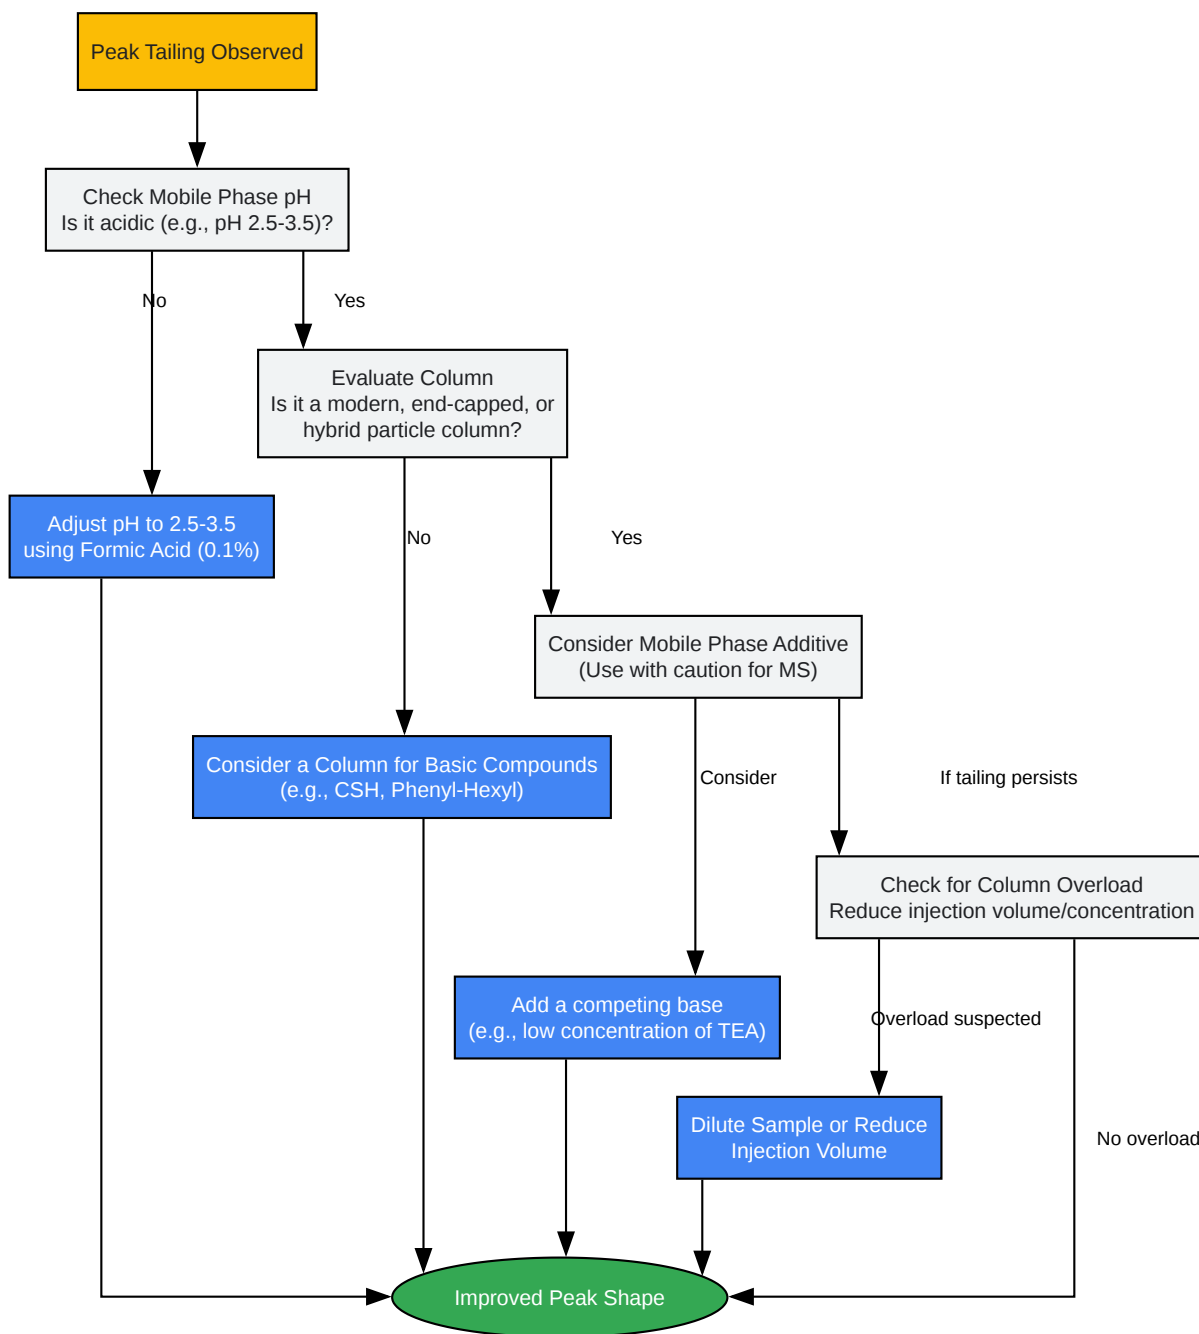 Peak Tailing Observed
Check Mobile Phase pH
Is it acidic (e.g., pH 2.5-3.5)?
No
Yes
Evaluate Column
Is it a modern, end-capped, or
hybrid particle column?
Adjust pH to 2.5-3.5
using Formic Acid (0.1%)
No
Yes
Consider Mobile Phase Additive
(Use with caution for MS)
Consider a Column for Basic Compounds
(e.g., CSH, Phenyl-Hexyl)
Consider
If tailing persists
Check for Column Overload
Reduce injection volume/concentration
Add a competing base
(e.g., low concentration of TEA)
Overload suspected
Dilute Sample or Reduce
Injection Volume
No overload
Improved Peak Shape